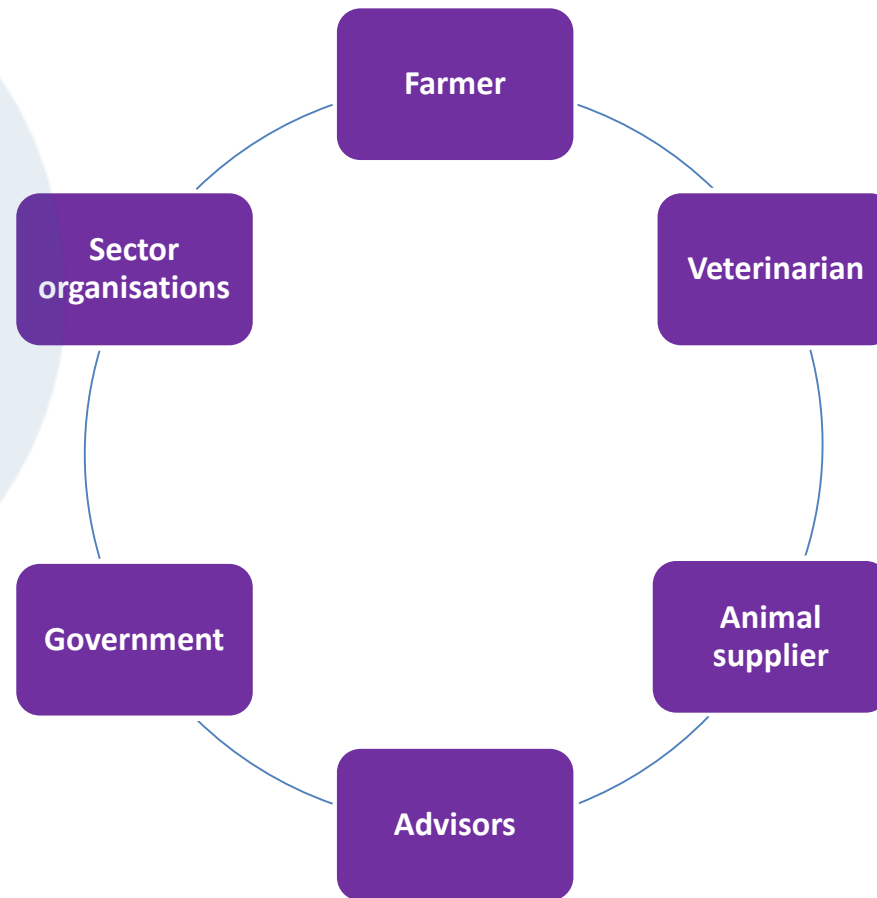 Farmer
Veterinarian
Animal
supplier
Advisors
Government
Sector
organisations